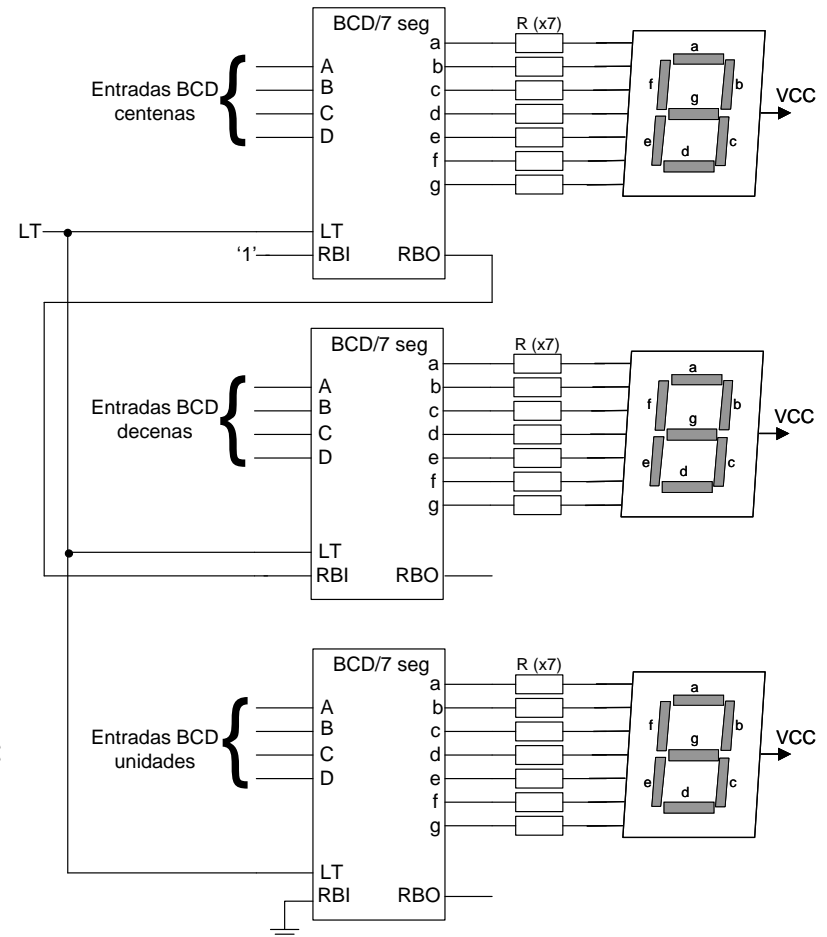 BCD/7 seg
R (x7)
Entradas BCD
centenas
A
B
C
D
a
b
c
d
e
f
g
LT
LT
'1'
RBI
RBO
a
b
c
d
e
f
g
VCC
BCD/7 seg
R (x7)
Entradas BCD
decenas
A
B
C
D
a
b
c
d
e
f
g
LT
RBI
RBO
a
b
c
d
e
f
g
VCC
BCD/7 seg
R (x7)
Entradas BCD
unidades
A
B
C
D
a
b
c
d
e
f
g
LT
RBI
RBO
a
b
c
d
e
f
g
VCC